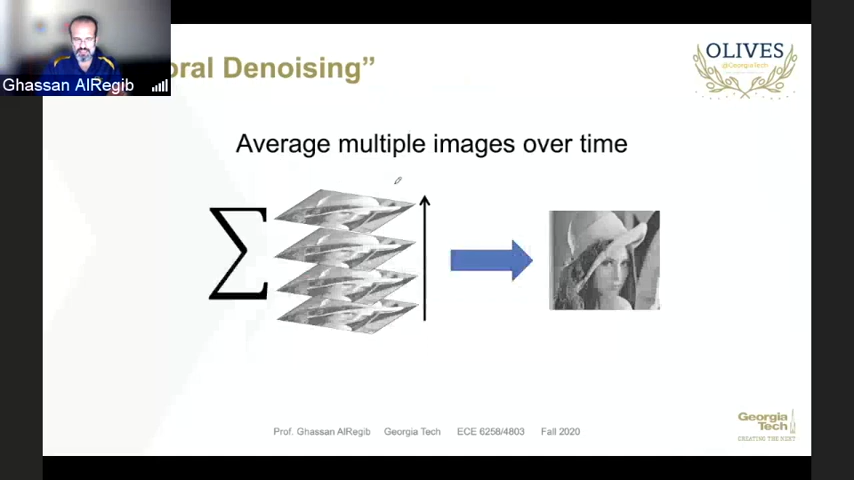 oral Denoising”
OLIVES
@GeorgiaTech
Ghassan AlRegib
Average multiple images over time
∑
Prof. Ghassan AlRegib Georgia Tech ECE 6258/4803 Fall 2020
Georgia
Tech
CREATING THE NEXT